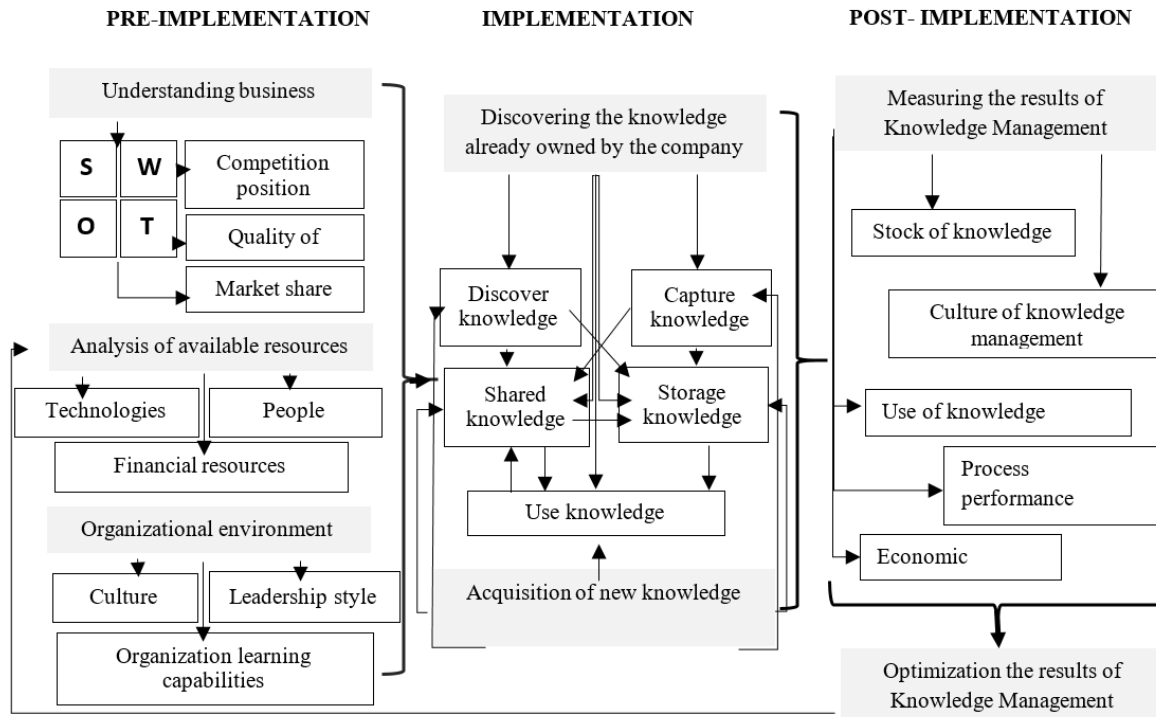 PRE-IMPLEMENTATION
IMPLEMENTATION
POST- IMPLEMENTATION
Understanding business
S
W
O
T
Competition
position
Quality of
Market share
Analysis of available resources
Technologies
People
Financial resources
Organizational environment
Culture
Leadership style
Organization learning
capabilities
Discovering the knowledge
already owned by the company
Discover
knowledge
Capture
knowledge
Shared
knowledge
Storage
knowledge
Use knowledge
Acquisition of new knowledge
Measuring the results of
Knowledge Management
Stock of knowledge
Culture of knowledge
management
Use of knowledge
Process
performance
Economic
Optimization the results of
Knowledge Management